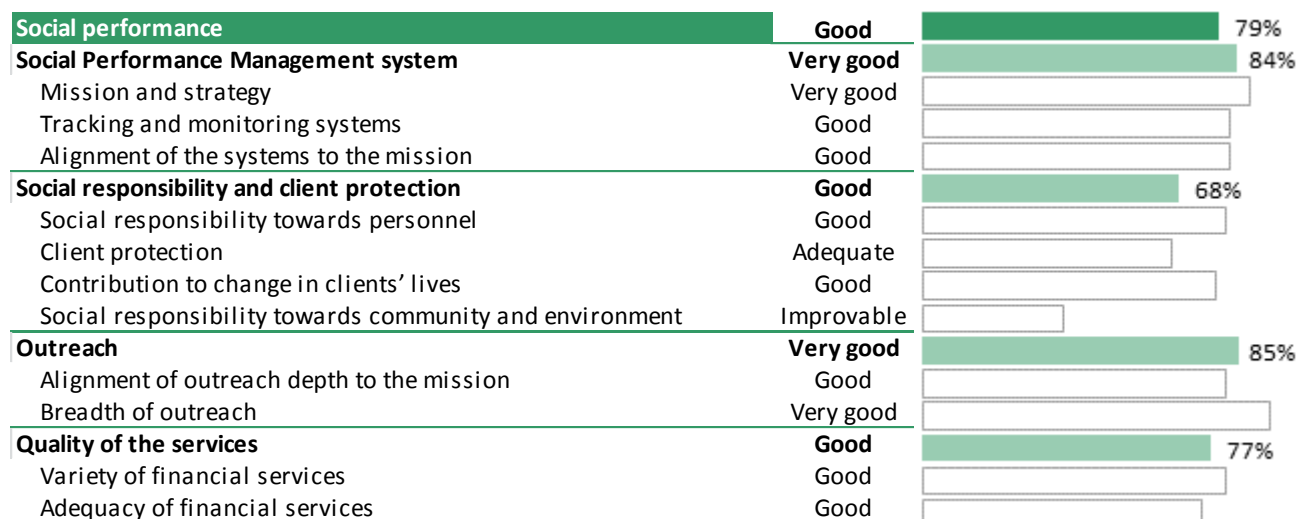 Social performance Good 79%
Social Performance Management system Very good 84%
Mission and strategy Very good
Tracking and monitoring systems Good
Alignment of the systems to the mission Good
Social responsibility and client protection Good 68%
Social responsibility towards personnel Good
Client protection Adequate
Contribution to change in clients’ lives Good
Social responsibility towards community and environment Improvable
Outreach Very good 85%
Alignment of outreach depth to the mission Good
Breadth of outreach Very good
Quality of the services Good 77%
Variety of financial services Good
Adequacy of financial services Good